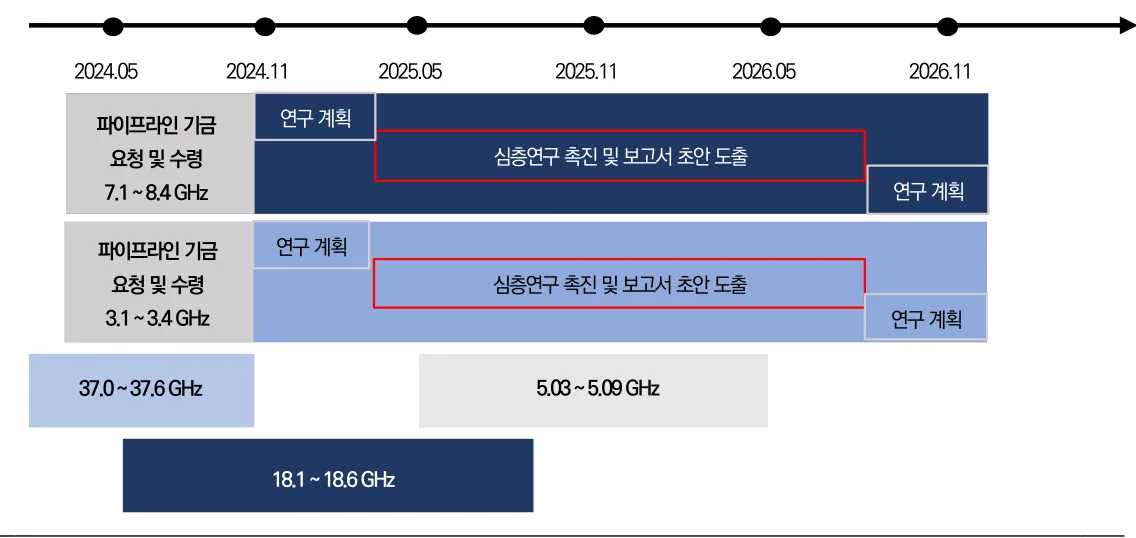 2024.05 2024.11 2025.05 2025.11 2026.05 2026.11
파이프라인 기금
요청 및 수령
7.1 ~ 8.4 GHz
연구 계획
심층연구 촉진 및 보고서 초안 도출
연구 계획
파이프라인 기금
요청 및 수령
3.1 ~ 3.4 GHz
연구 계획
심층연구 촉진 및 보고서 초안 도출
연구 계획
37.0 ~ 37.6 GHz
5.03 ~ 5.09 GHz
18.1 ~ 18.6 GHz